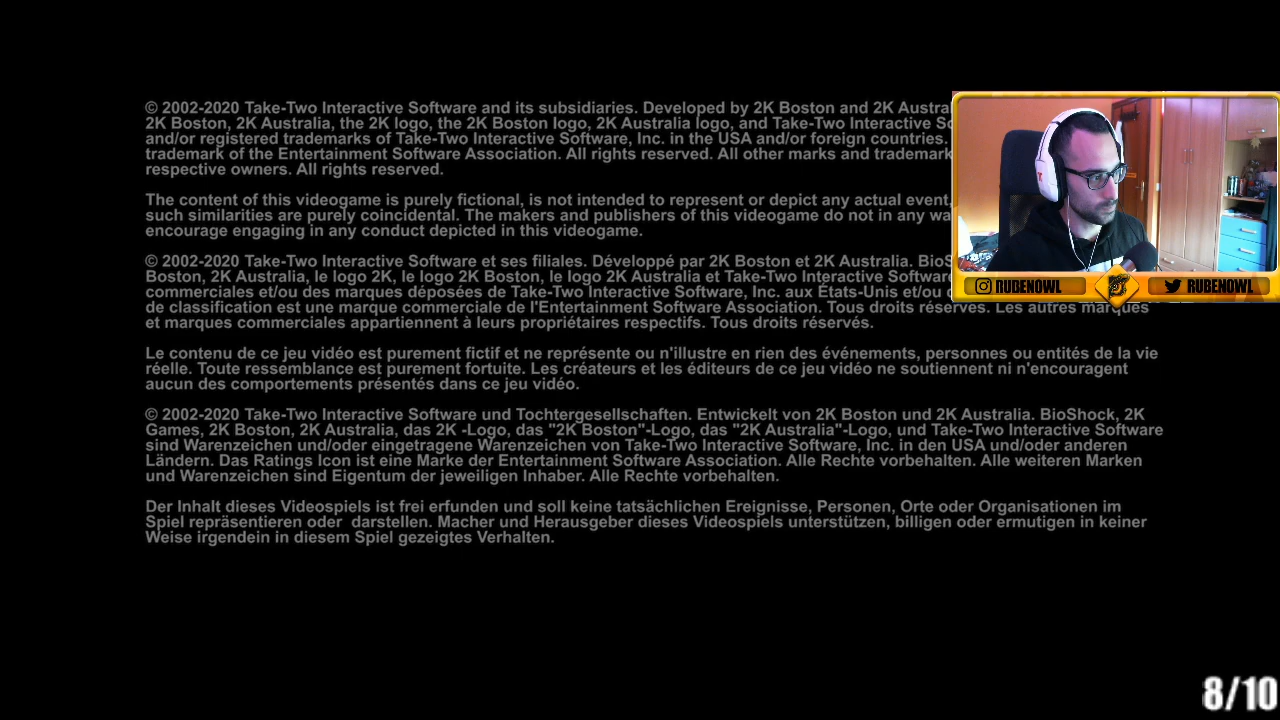 © 2002-2020 Take-Two Interactive Software and its subsidiaries. Developed by 2K Boston and 2K
2K Boston, 2K Australia, the 2K logo, the 2K Boston logo, 2K Australia logo, and Take-Two Interactive
and/or registered trademarks of Take-Two Interactive Software, Inc. in the USA and/or foreign countries.
trademark of the Entertainment Software Association. All rights reserved. All other marks and
respective owners. All rights reserved.
The content of this videogame is purely fictional, is not intended to represent or depict any actual event,
such similarities are purely coincidental. The makers and publishers of this videogame do not in any
encourage engaging in any conduct depicted in this videogame.
© 2002-2020 Take-Two Interactive Software et ses filiales. Développé par 2K Boston et 2K Australia.
Boston, 2K Australia, le logo 2K, le logo 2K Boston, le logo 2K Australia et Take-Two Interactive Software
commerciales et/ou des marques déposées de Take-Two Interactive Software, Inc. aux États-Unis et/ou
de classification est une marque commerciale de l'Entertainment Software Association. Tous droits réservés. Les autres marques
et marques commerciales appartiennent à leurs propriétaires respectifs. Tous droits réservés.
Le contenu de ce jeu vidéo est purement fictif et ne représente ou n'illustre en rien des événements, personnes ou entités de la vie
réelle. Toute ressemblance est purement fortuite. Les créateurs et les éditeurs de ce jeu vidéo ne soutiennent ni n'encouragent
aucun des comportements présentés dans ce jeu vidéo.
© 2002-2020 Take-Two Interactive Software und Tochtergesellschaften. Entwickelt von 2K Boston und 2K Australia. BioShock, 2K
Games, 2K Boston, 2K Australia, das 2K -Logo, das "2K Boston"-Logo, das "2K Australia"-Logo, und Take-Two Interactive Software
sind Warenzeichen und/oder eingetragene Warenzeichen von Take-Two Interactive Software, Inc. in den USA und/oder anderen
Ländern. Das Ratings Icon ist eine Marke der Entertainment Software Association. Alle Rechte vorbehalten. Alle weiteren Marken
und Warenzeichen sind Eigentum der jeweiligen Inhaber. Alle Rechte vorbehalten.
Der Inhalt dieses Videospiels ist frei erfunden und soll keine tatsächlichen Ereignisse, Personen, Orte oder Organisationen im
Spiel repräsentieren oder darstellen. Macher und Herausgeber dieses Videospiels unterstützen, billigen oder ermutigen in keiner
Weise irgendein in diesem Spiel gezeigtes Verhalten.
RUBENOWL
RUBENOWL
8/10